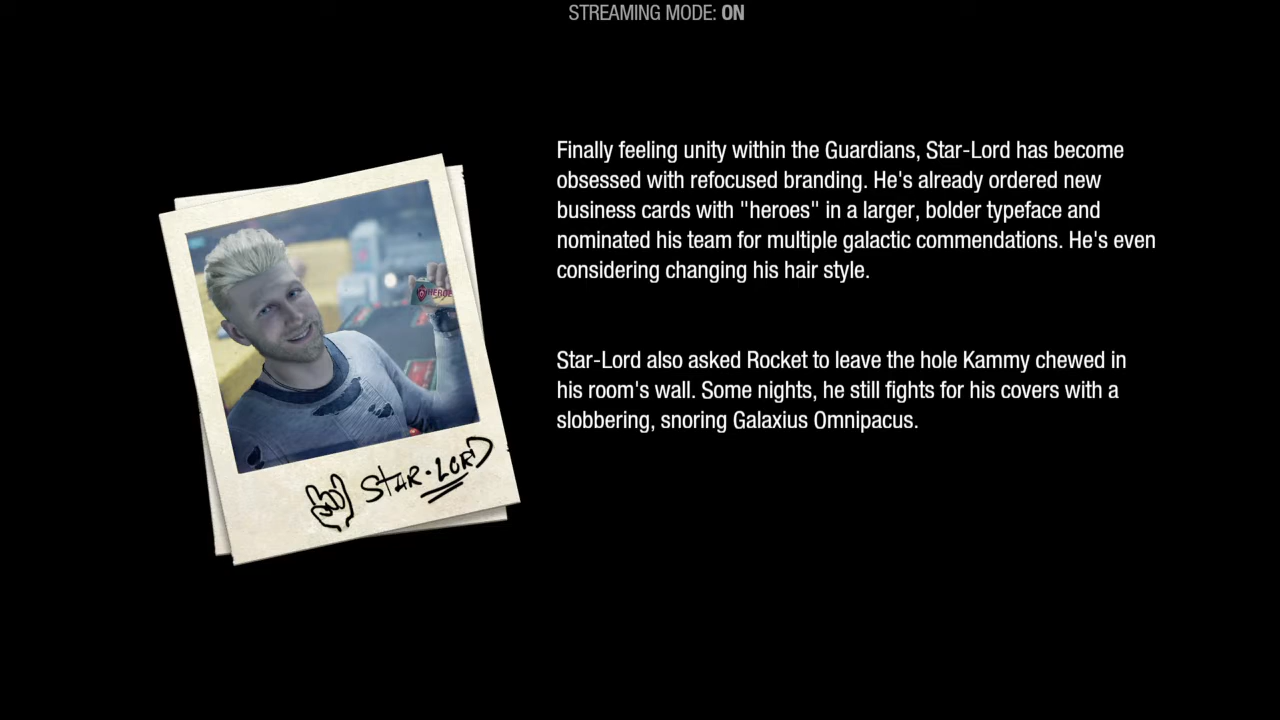 STREAMING MODE: ON
Finally feeling unity within the Guardians, Star-Lord has become
obsessed with refocused branding. He's already ordered new
business cards with "heroes" in a larger, bolder typeface and
nominated his team for multiple galactic commendations. He's even
considering changing his hair style.
Star-Lord also asked Rocket to leave the hole Kammy chewed in
his room's wall. Some nights, he still fights for his covers with a
slobbering, snoring Galaxius Omnipacus.
HEROES
STAR-LORD